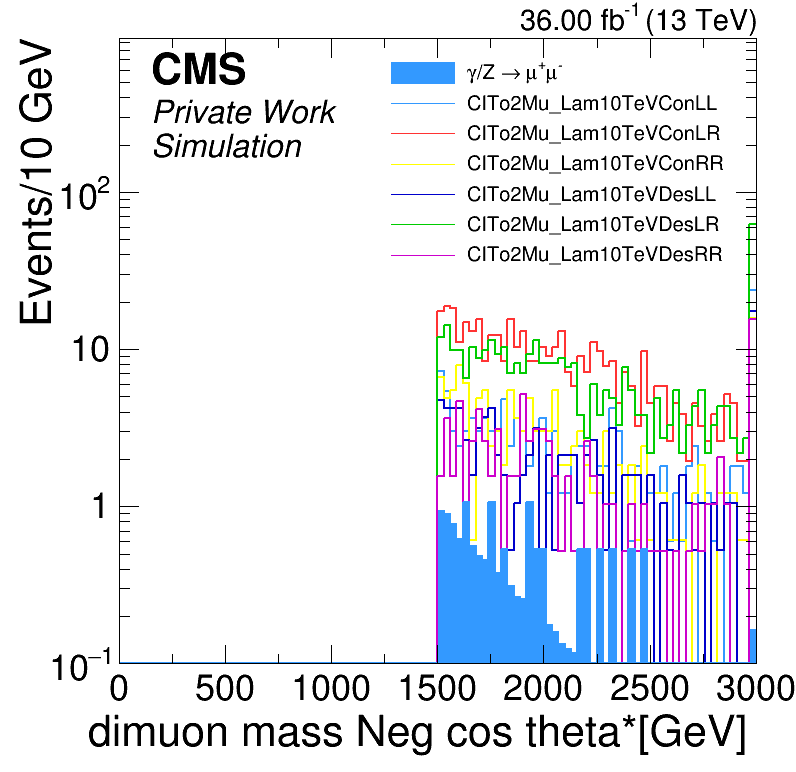 36.00 fb⁻¹ (13 TeV)
CMS
Private Work
Simulation
γ/Z → μ⁺μ⁻
CITo2Mu_Lam10TeVConLL
CITo2Mu_Lam10TeVConLR
CITo2Mu_Lam10TeVConRR
CITo2Mu_Lam10TeVDesLL
CITo2Mu_Lam10TeVDesLR
CITo2Mu_Lam10TeVDesRR
Events/10 GeV
10²
10
1
10⁻¹
0 500 1000 1500 2000 2500 3000
dimuon mass Neg cos theta*[GeV]